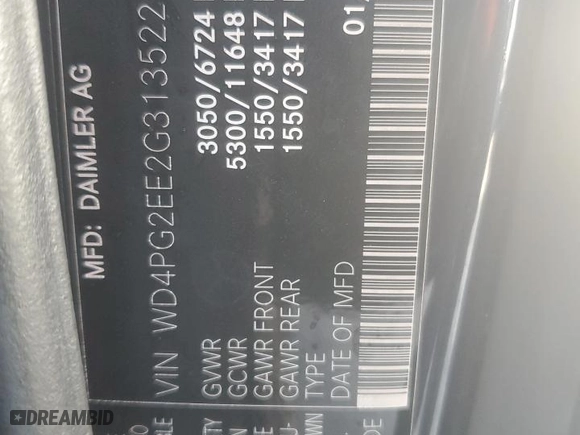 MFD: DAIMLER AG
VIN WD4PG2EE2G313522
GVWR 3050/6724
GCWR 5300/11648
GAWR FRONT 1550/3417
GAWR REAR 1550/3417
TYPE
DATE OF MFD 01
DREAMBID